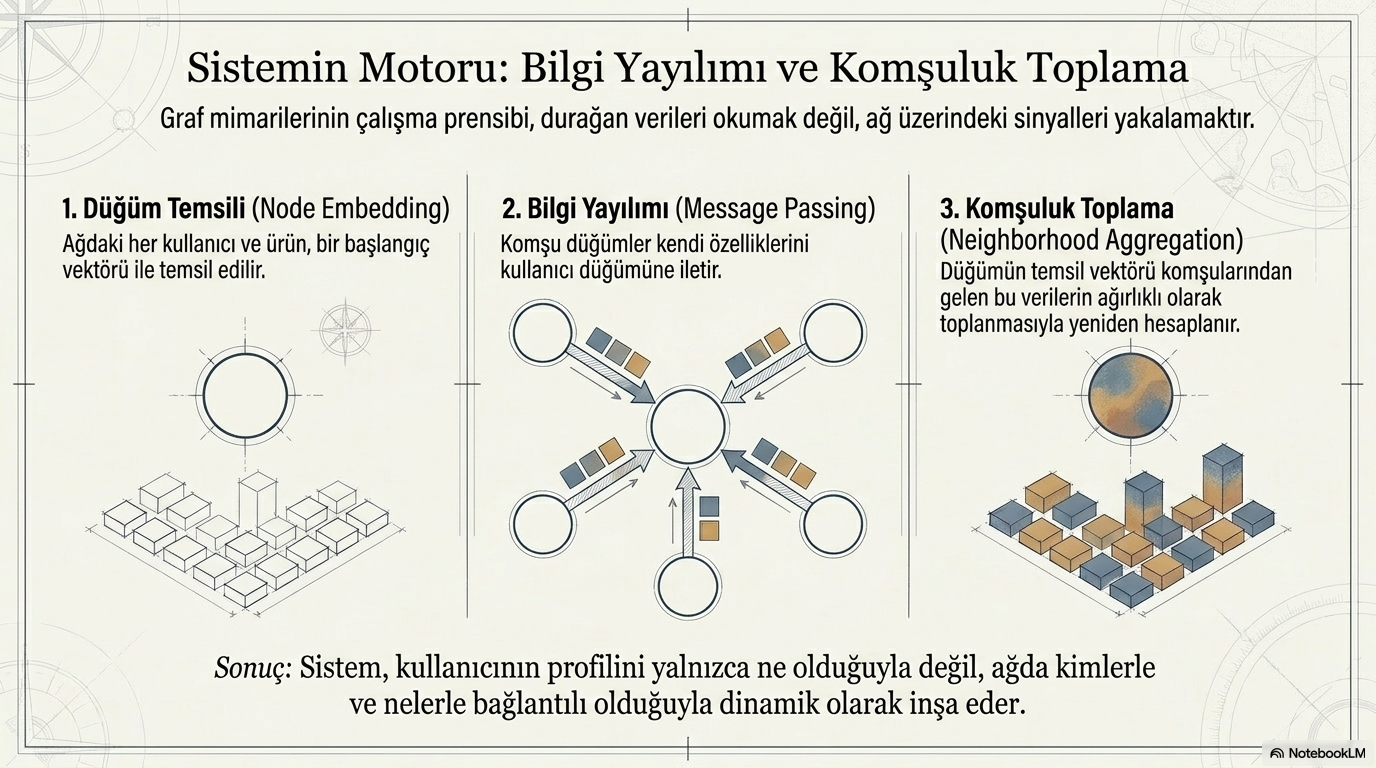 Sistemin Motoru: Bilgi Yayılımı ve Komşuluk Toplama
Graf mimarilerinin çalışma prensibi, durağan verileri okumak değil, ağ üzerindeki sinyalleri yakalamaktır.
1. Düğüm Temsili (Node Embedding)
Ağdaki her kullanıcı ve ürün, bir başlangıç
vektörü ile temsil edilir.
2. Bilgi Yayılımı (Message Passing)
Komşu düğümler kendi özelliklerini
kullanıcı düğümüne iletir.
3. Komşuluk Toplama
(Neighborhood Aggregation)
Düğümün temsil vektörü komşularından
gelen bu verilerin ağırlıklı olarak
toplanmasıyla yeniden hesaplanır.
Sonuç: Sistem, kullanıcının profilini yalnızca ne olduğuyla değil, ağda kimlerle
ve nelerle bağlantılı olduğuyla dinamik olarak inşa eder.
NotebookLM